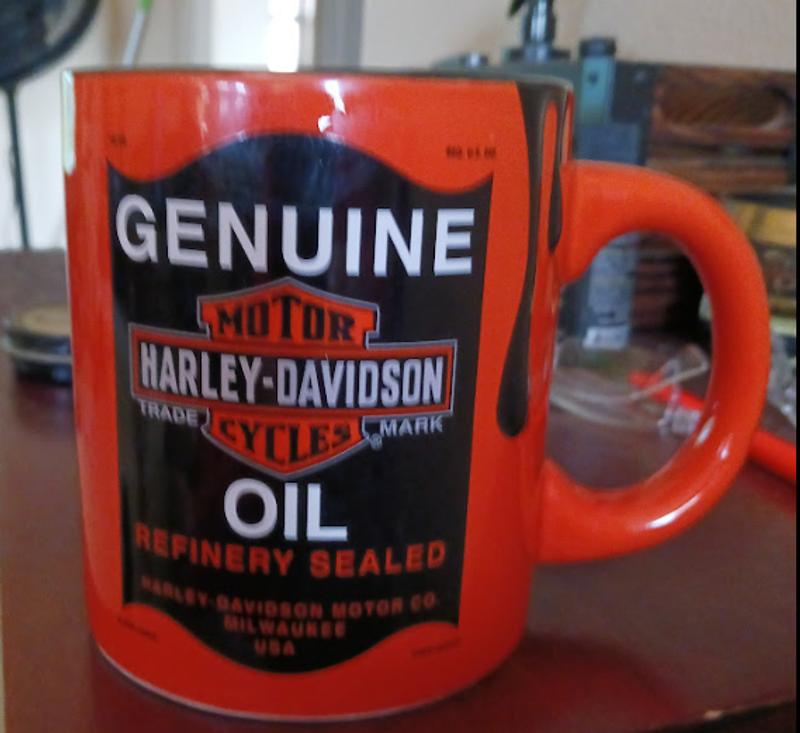 GENUINE
MOTOR
HARLEY-DAVIDSON
TRADE MARK
CYCLES®
OIL
REFINERY SEALED
HARLEY-DAVIDSON MOTOR CO.
MILWAUKEE
USA